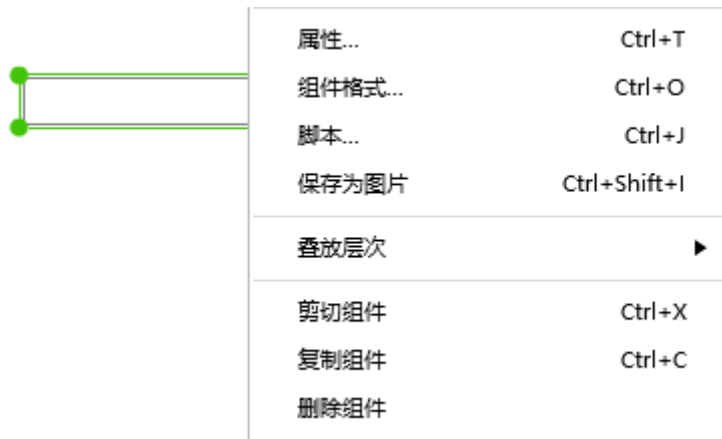 属性... Ctrl+T
组件格式... Ctrl+O
脚本... Ctrl+J
保存为图片 Ctrl+Shift+I
叠放层次
剪切组件 Ctrl+X
复制组件 Ctrl+C
删除组件